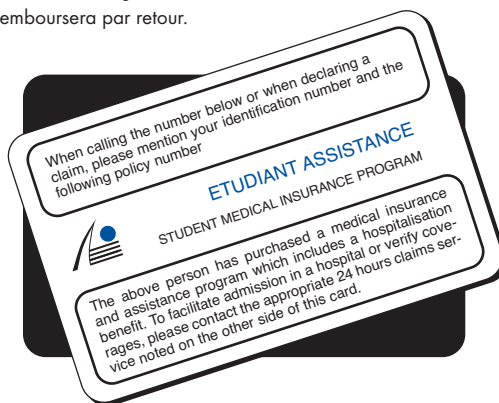 emboursera par retour.
When calling the number below or when declaring a
claim, please mention your identification number and the
following policy number
ETUDIANT ASSISTANCE
STUDENT MEDICAL INSURANCE PROGRAM
The above person has purchased a medical insurance
and assistance program which includes a hospitalisation
benefit. To facilitate admission in a hospital or verify cove-
rages, please contact the appropriate 24 hours claims ser-
vice noted on the other side of this card.